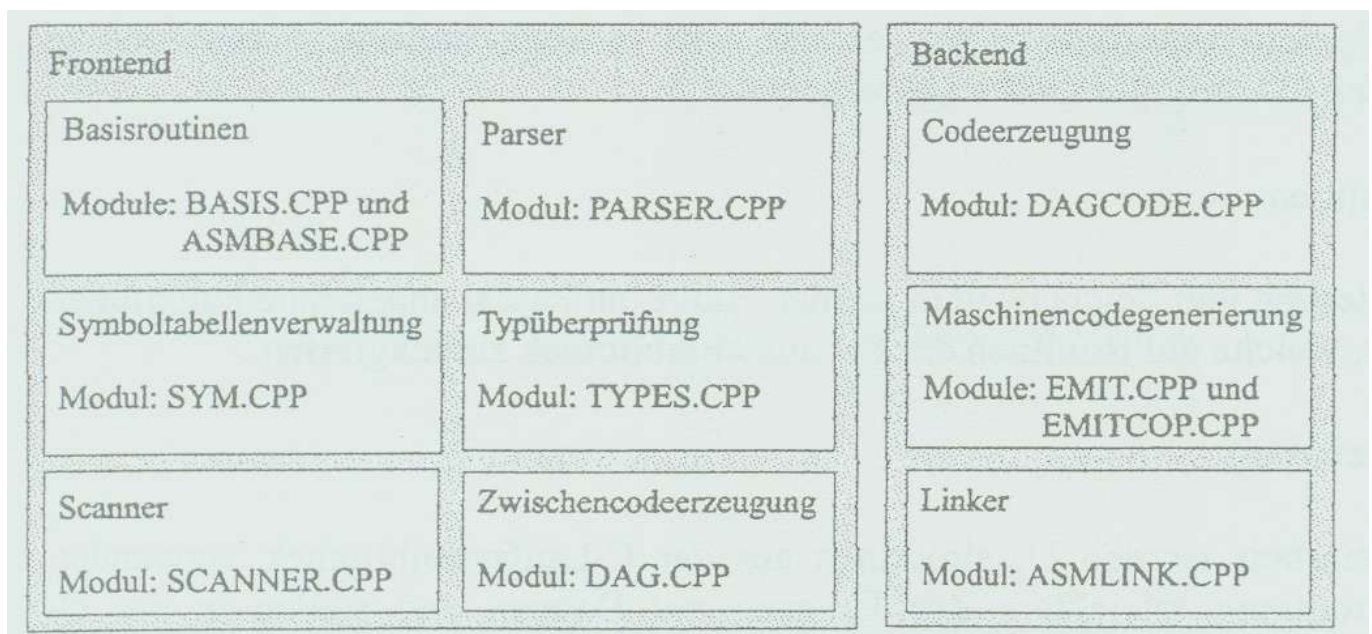 Frontend
Basisroutinen
Module: BASIS.CPP und
ASMBASE.CPP
Parser
Modul: PARSER.CPP
Symboltabellenverwaltung
Modul: SYM.CPP
Typüberprüfung
Modul: TYPES.CPP
Scanner
Modul: SCANNER.CPP
Zwischencodeerzeugung
Modul: DAG.CPP
Backend
Codeerzeugung
Modul: DAGCODE.CPP
Maschinencodegenerierung
Module: EMIT.CPP und
EMITCOP.CPP
Linker
Modul: ASMLINK.CPP